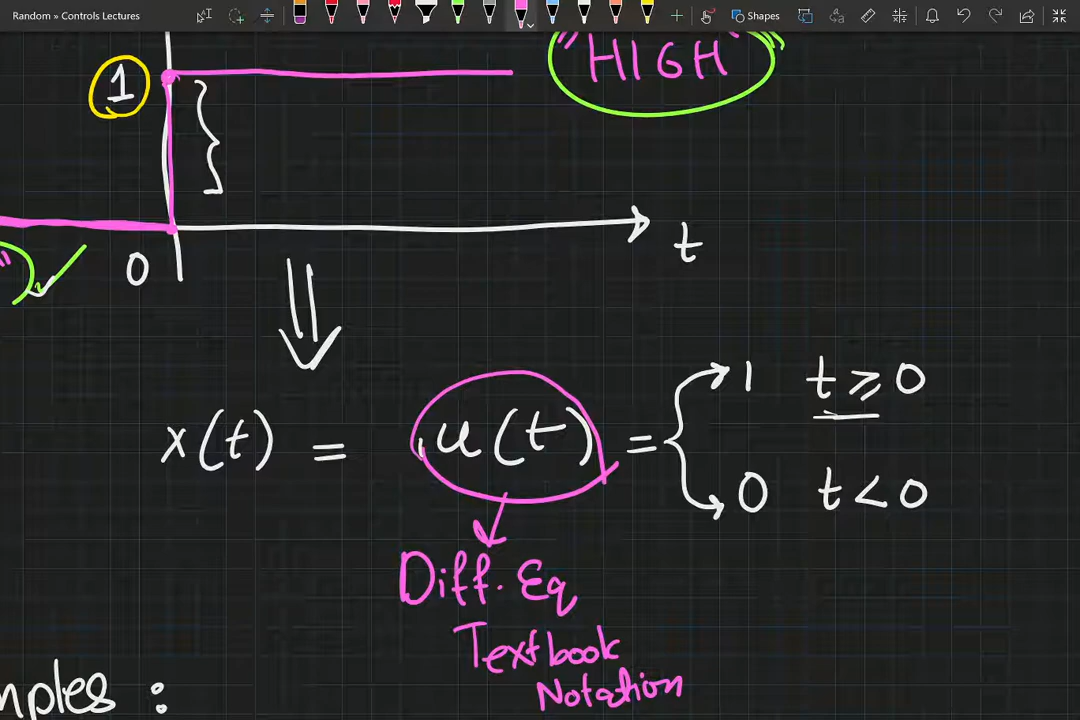 Random » Controls Lectures
Shapes
1
"HIGH"
"
0
t
x(t) = u(t) = 1 t ≥ 0
0 t < 0
Diff. Eq
Textbook
Notation
mples :